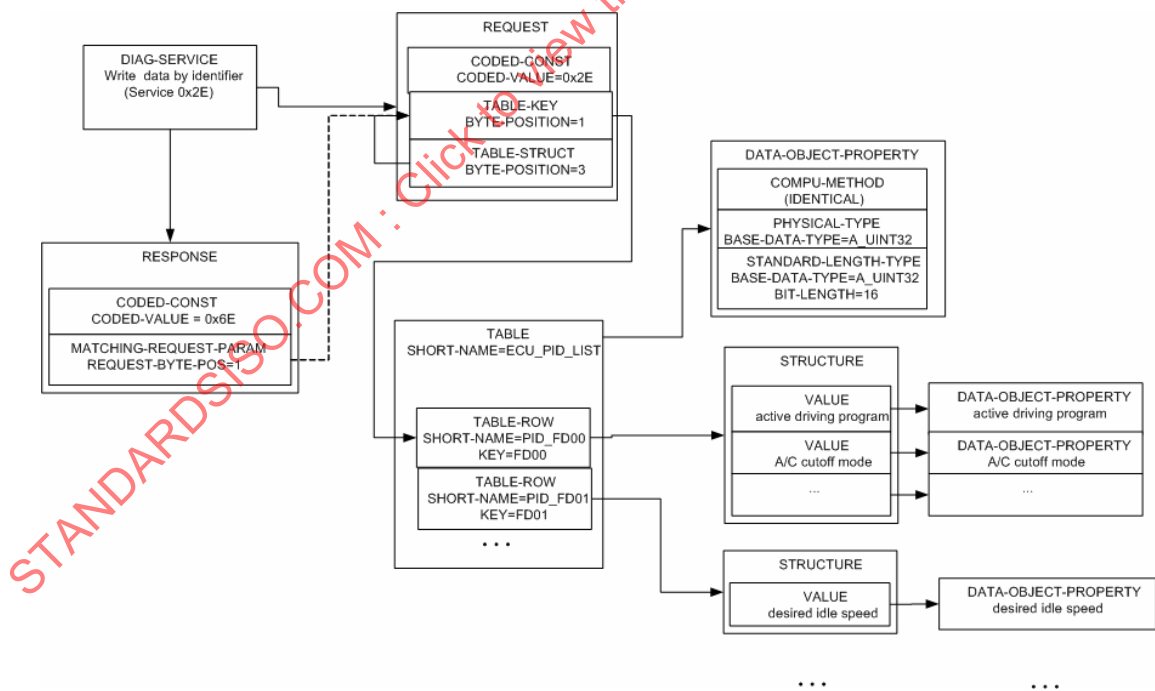 REQUEST
CODED-CONST
CODED-VALUE=0x2E
TABLE-KEY
BYTE-POSITION=1
TABLE-STRUCT
BYTE-POSITION=3
DIAG-SERVICE
Write data by identifier
(Service 0x2E)
RESPONSE
CODED-CONST
CODED-VALUE = 0x6E
MATCHING-REQUEST-PARAM
REQUEST-BYTE-POS=1
DATA-OBJECT-PROPERTY
COMPU-METHOD
(IDENTICAL)
PHYSICAL-TYPE
BASE-DATA-TYPE=A_UINT32
STANDARD-LENGTH-TYPE
BASE-DATA-TYPE=A_UINT32
BIT-LENGTH=16
TABLE
SHORT-NAME=ECU_PID_LIST
TABLE-ROW
SHORT-NAME=PID_FD00
KEY=FD00
TABLE-ROW
SHORT-NAME=PID_FD01
KEY=FD01
...
STRUCTURE
VALUE
active driving program
VALUE
A/C cutoff mode
...
DATA-OBJECT-PROPERTY
active driving program
DATA-OBJECT-PROPERTY
A/C cutoff mode
...
STRUCTURE
VALUE
desired idle speed
DATA-OBJECT-PROPERTY
desired idle speed
...
...
STANDARDSISO.COM : Click to view